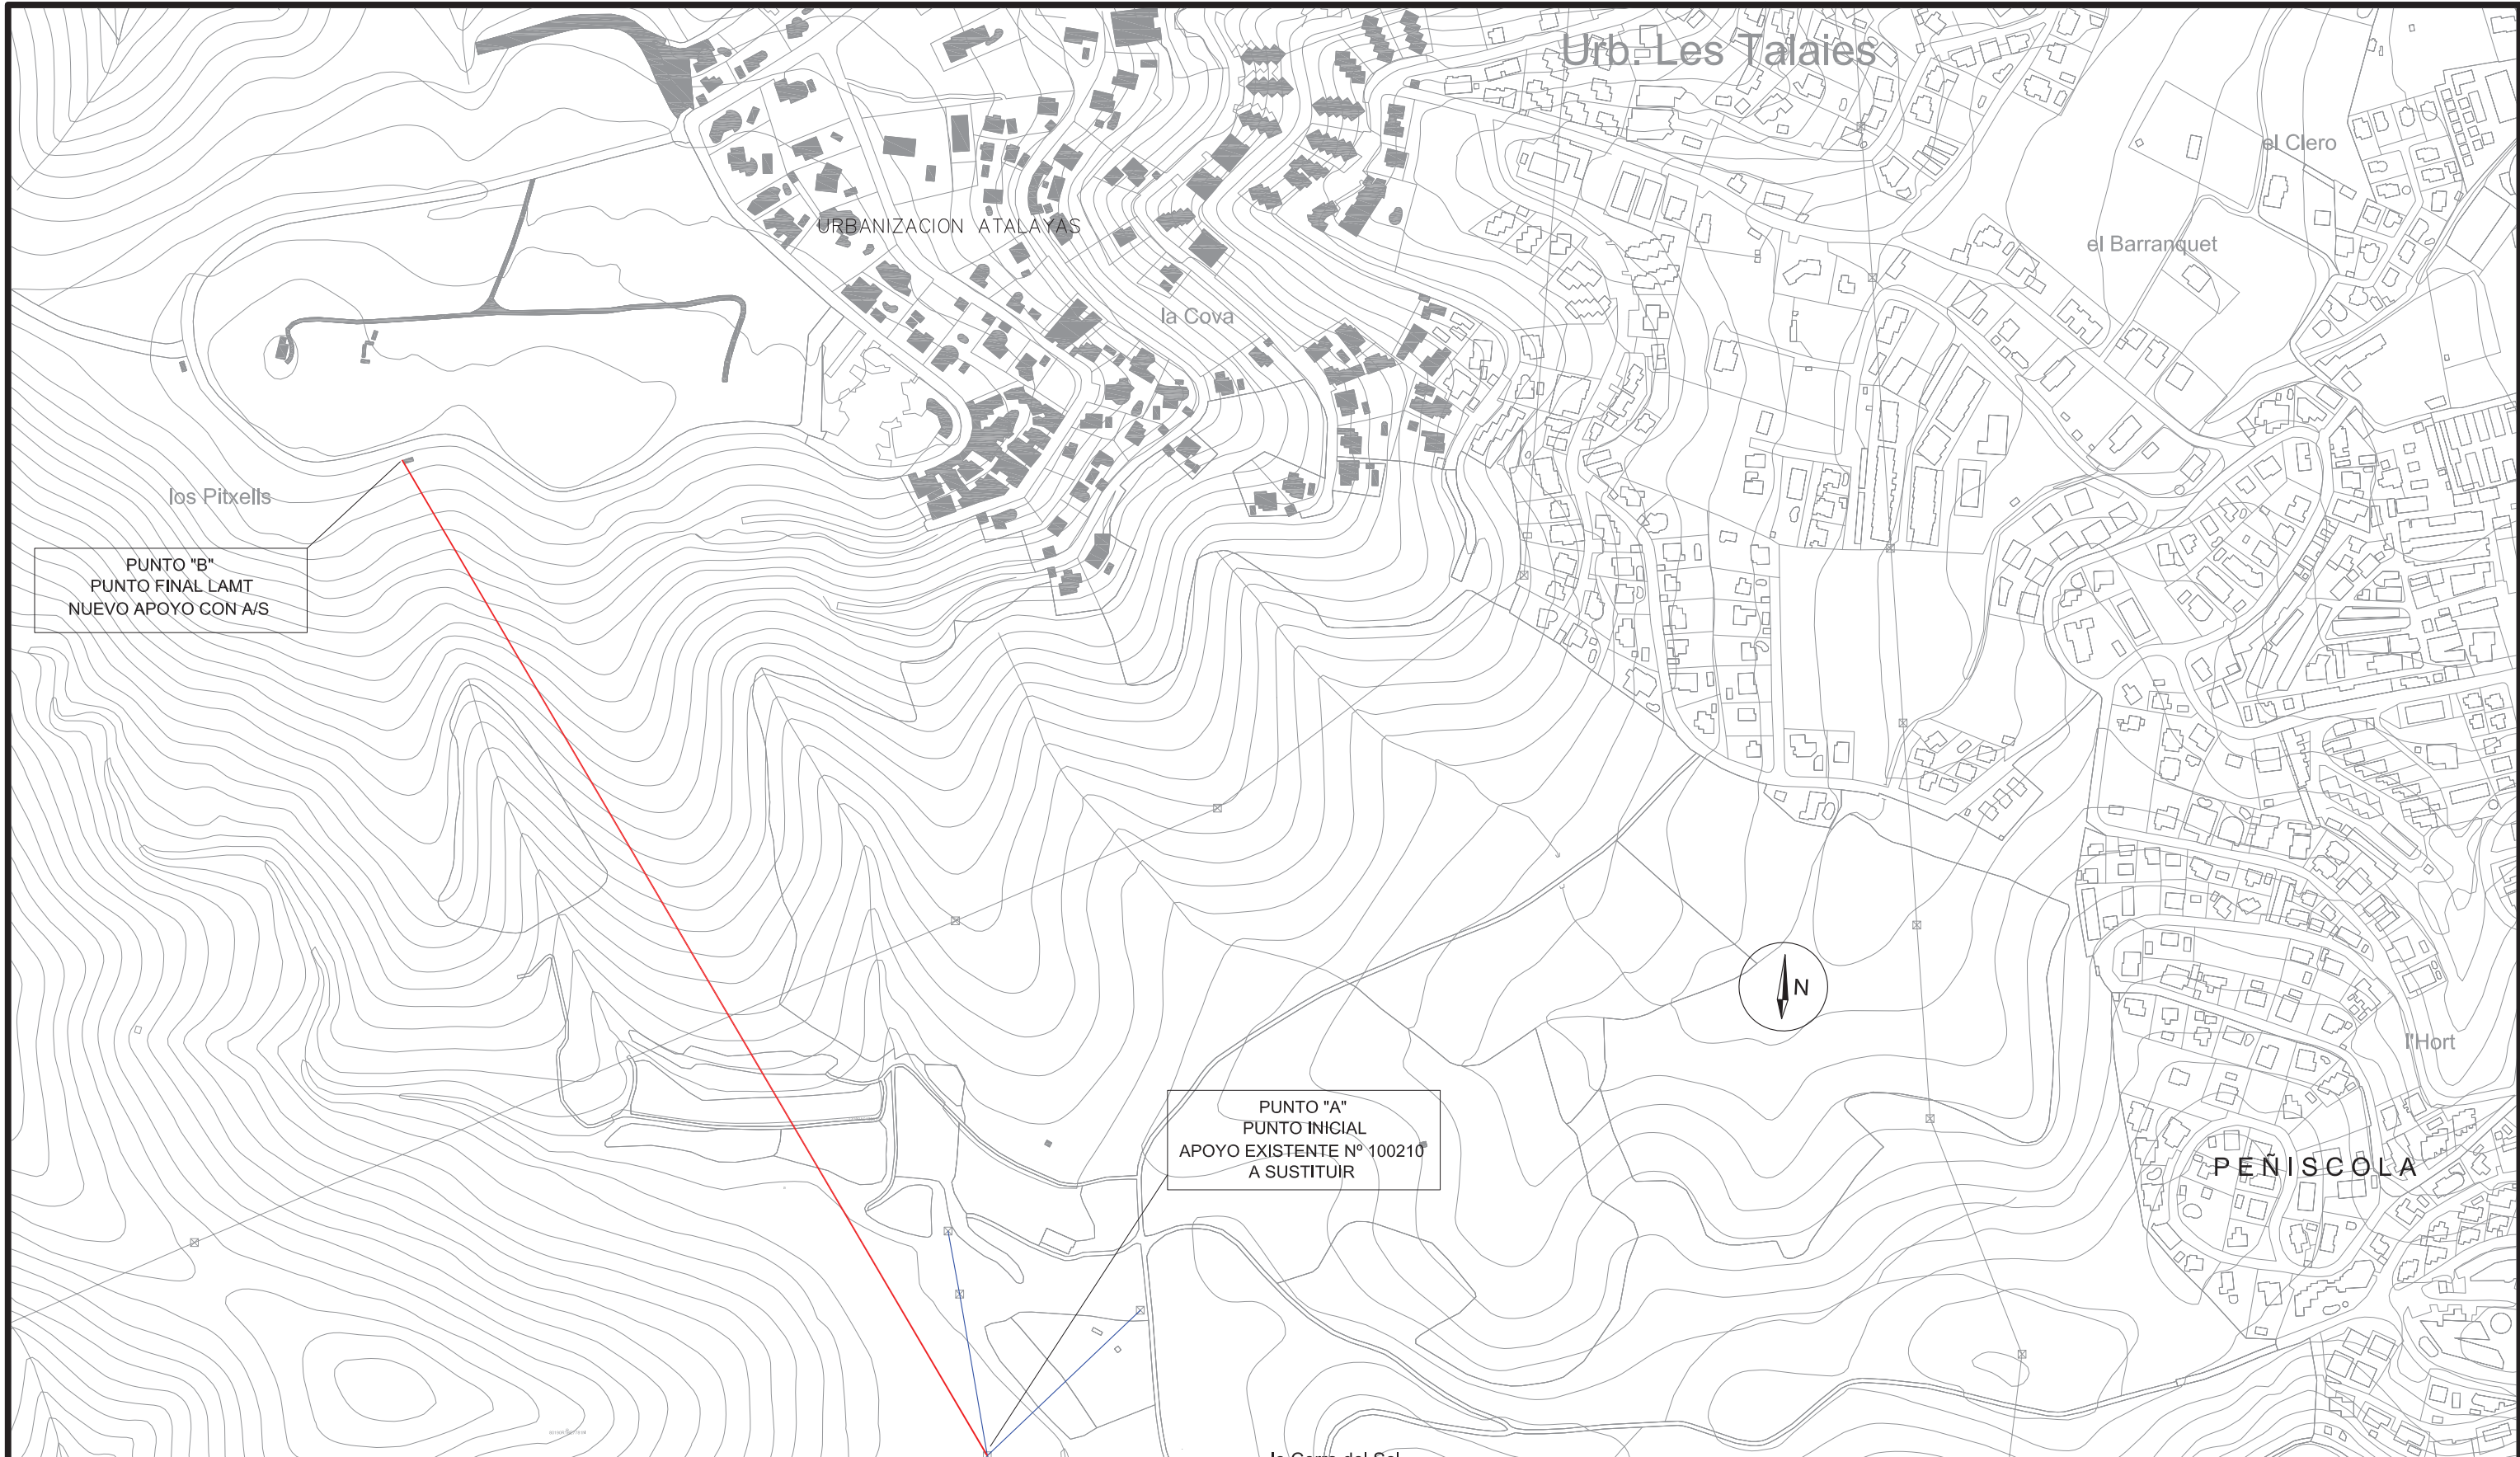 Urb. Les Talaies
el Clero
URBANIZACION ATALAYAS
el Barranquet
la Cova
los Pitxells
PUNTO "B"
PUNTO FINAL LAMT
NUEVO APOYO CON A/S
N
l'Hort
PUNTO "A"
PUNTO INICIAL
APOYO EXISTENTE Nº 100210
A SUSTITUIR
PEÑISCOLA